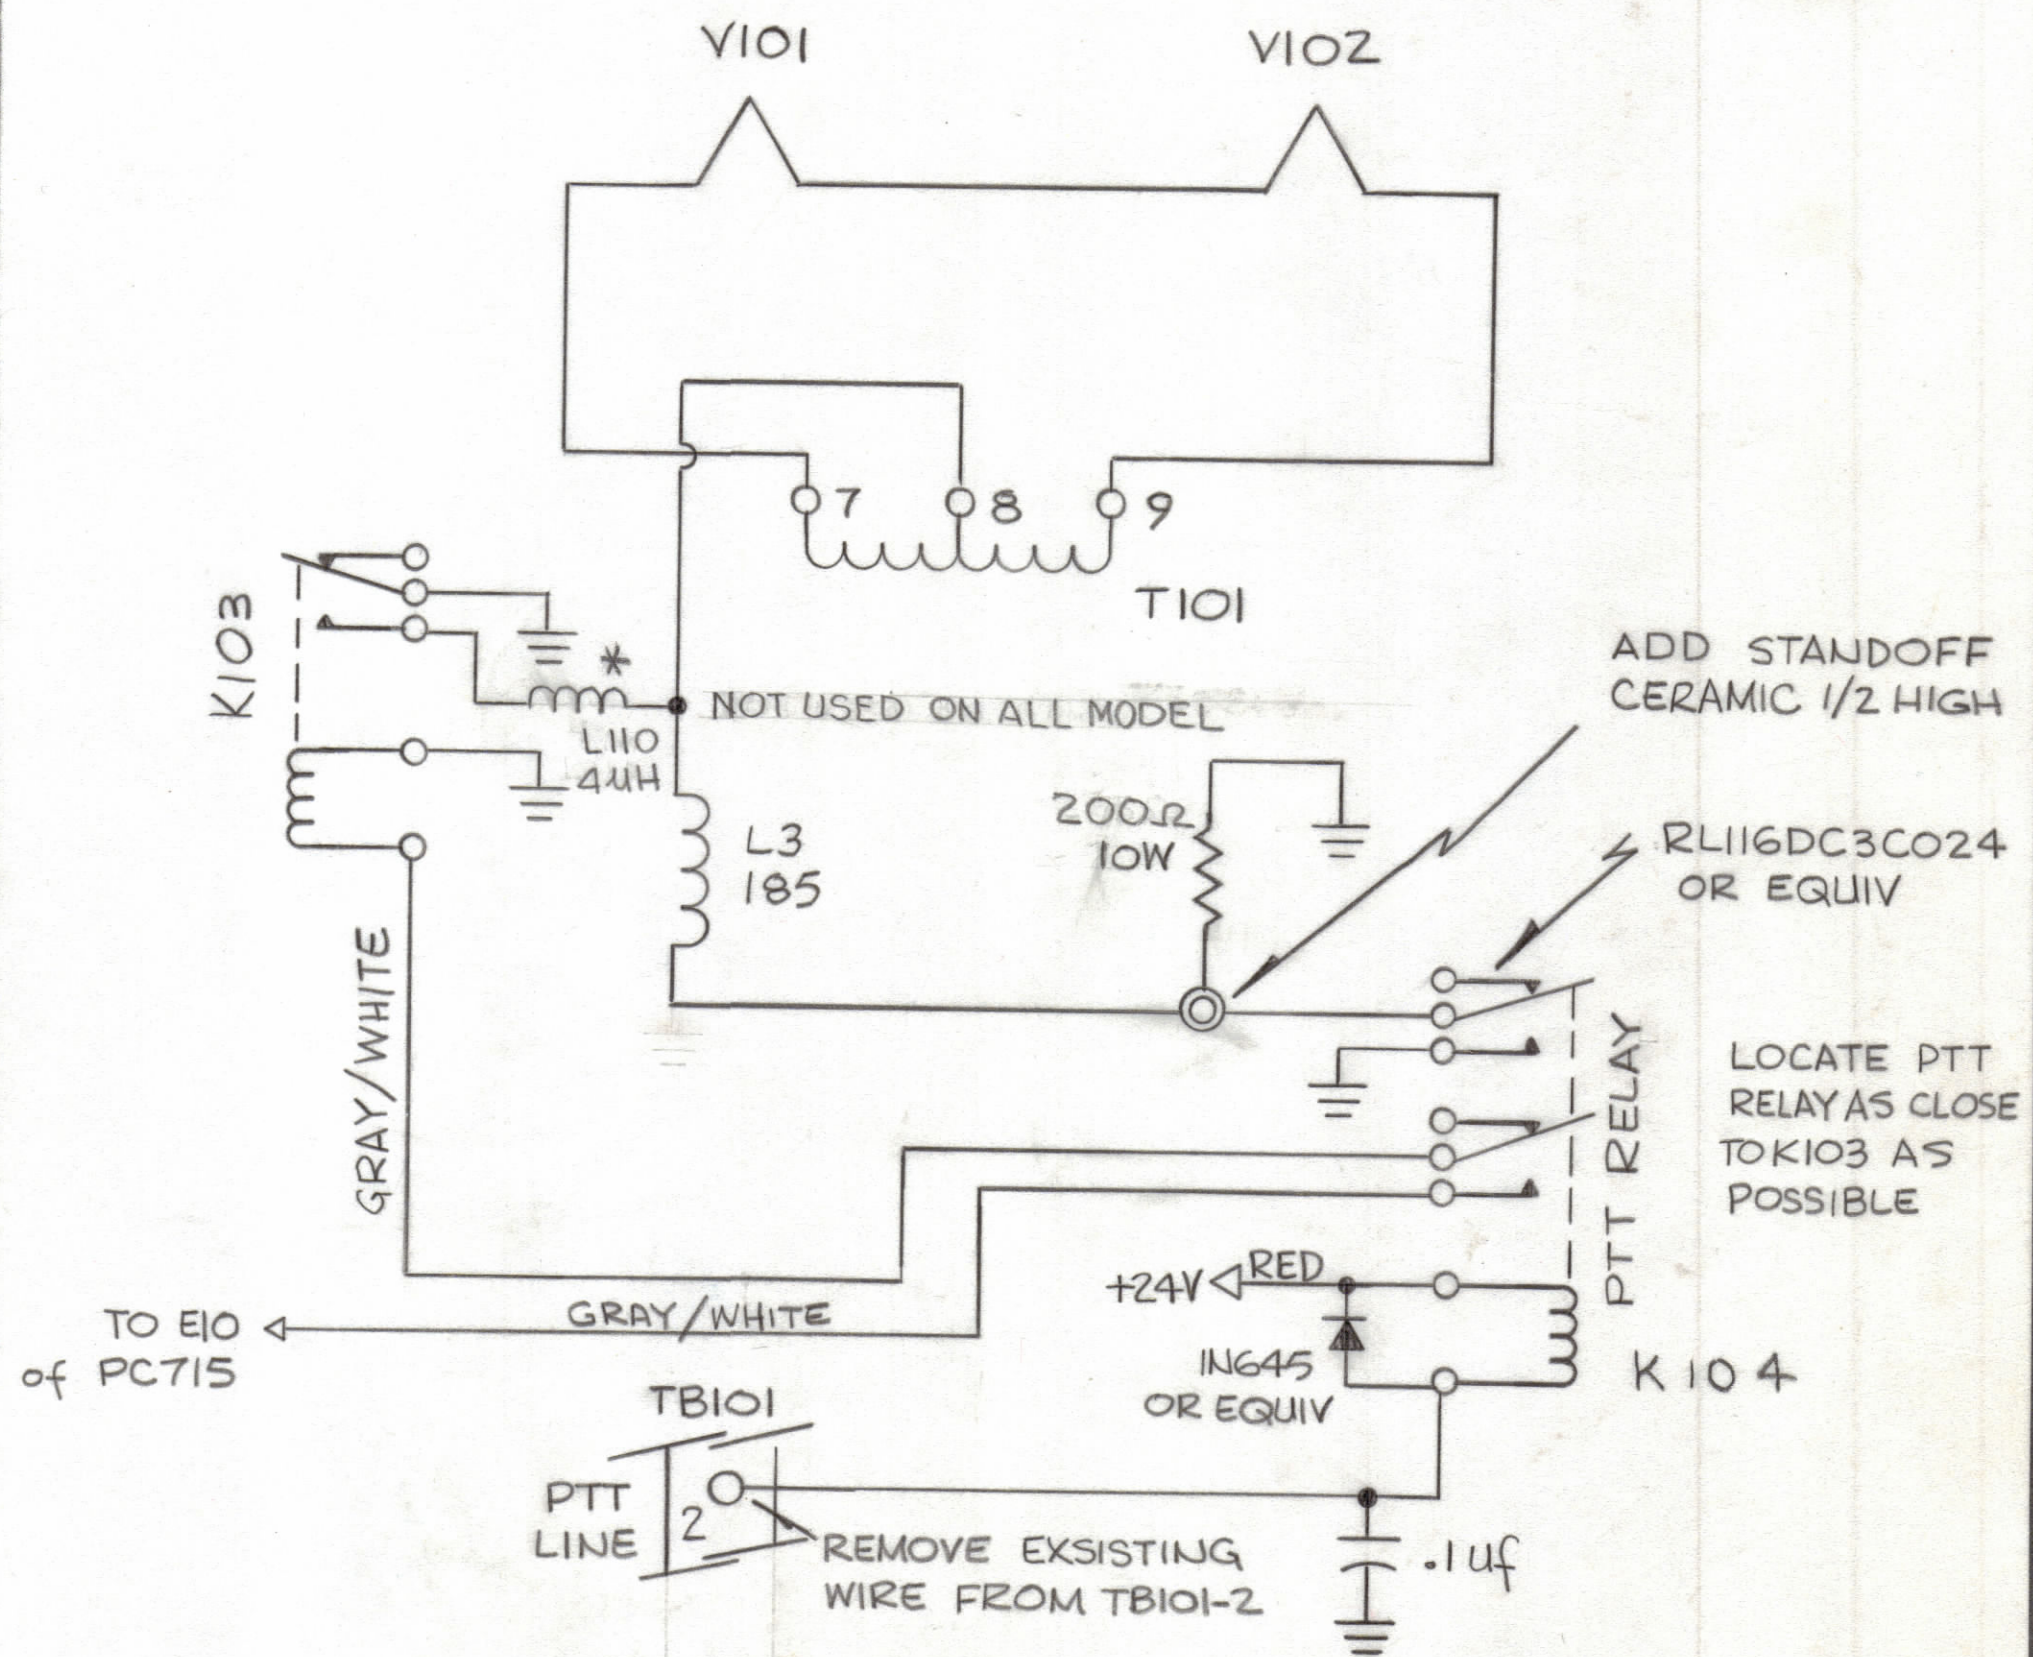 V101
V102
7
8
9
T101
K103
*
NOT USED ON ALL MODEL
L110
4uH
L3
185
200Ω
10W
ADD STANDOFF
CERAMIC 1/2 HIGH
RL116DC3C024
OR EQUIV
GRAY/WHITE
PTT RELAY
LOCATE PTT
RELAY AS CLOSE
TO K103 AS
POSSIBLE
+24V
RED
GRAY/WHITE
TO E10
of PC715
1N645
OR EQUIV
K104
TB101
PTT
LINE
2
REMOVE EXSISTING
WIRE FROM TB101-2
.1uf